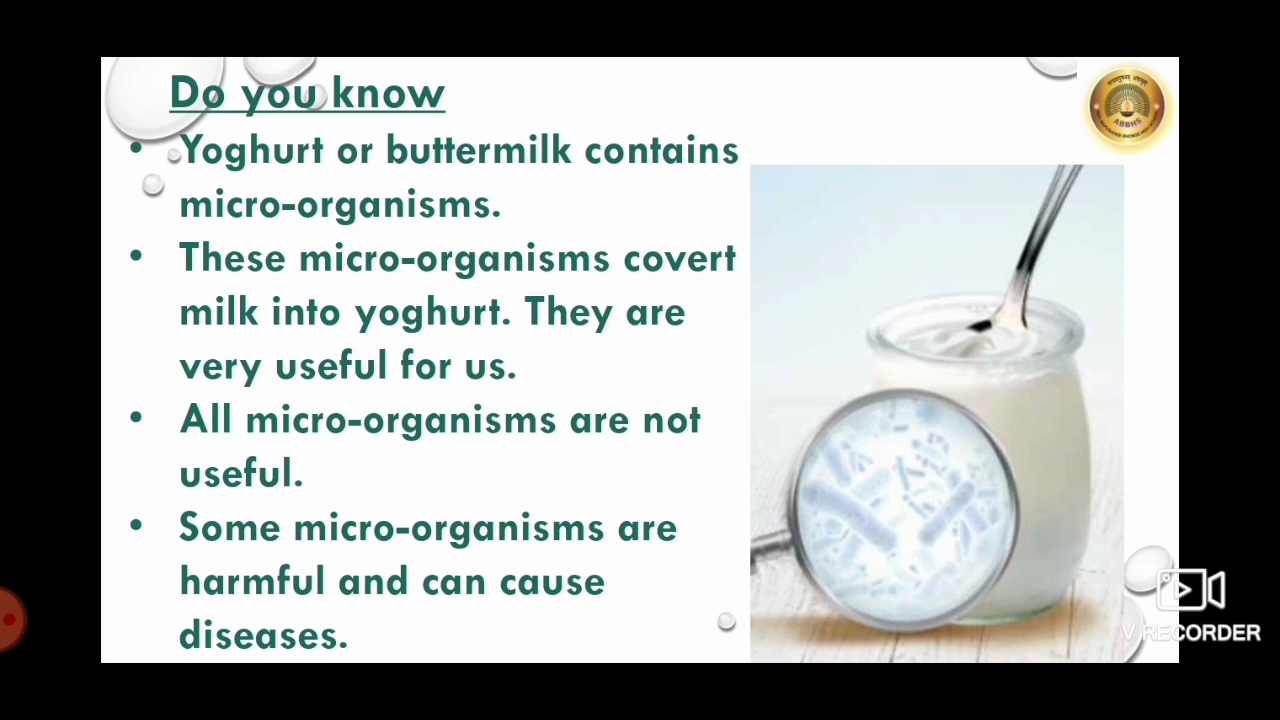 Do you know
• Yoghurt or buttermilk contains
micro-organisms.
• These micro-organisms covert
milk into yoghurt. They are
very useful for us.
• All micro-organisms are not
useful.
• Some micro-organisms are
harmful and can cause
diseases.
ABBHS
V RECORDER